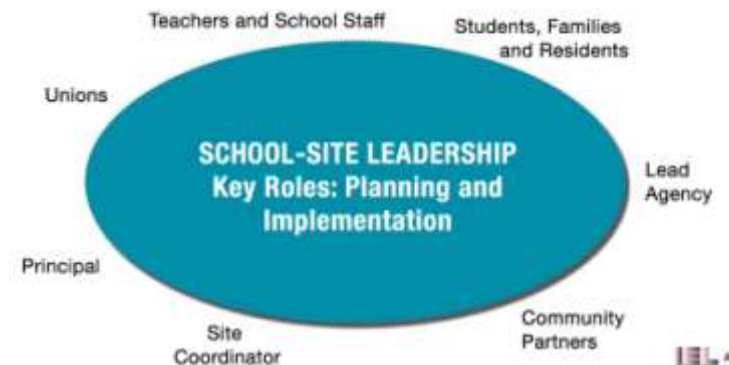 Teachers and School Staff
Students, Families
and Residents
Unions
SCHOOL-SITE LEADERSHIP
Key Roles: Planning and
Implementation
Lead
Agency
Principal
Site
Coordinator
Community
Partners
IEL